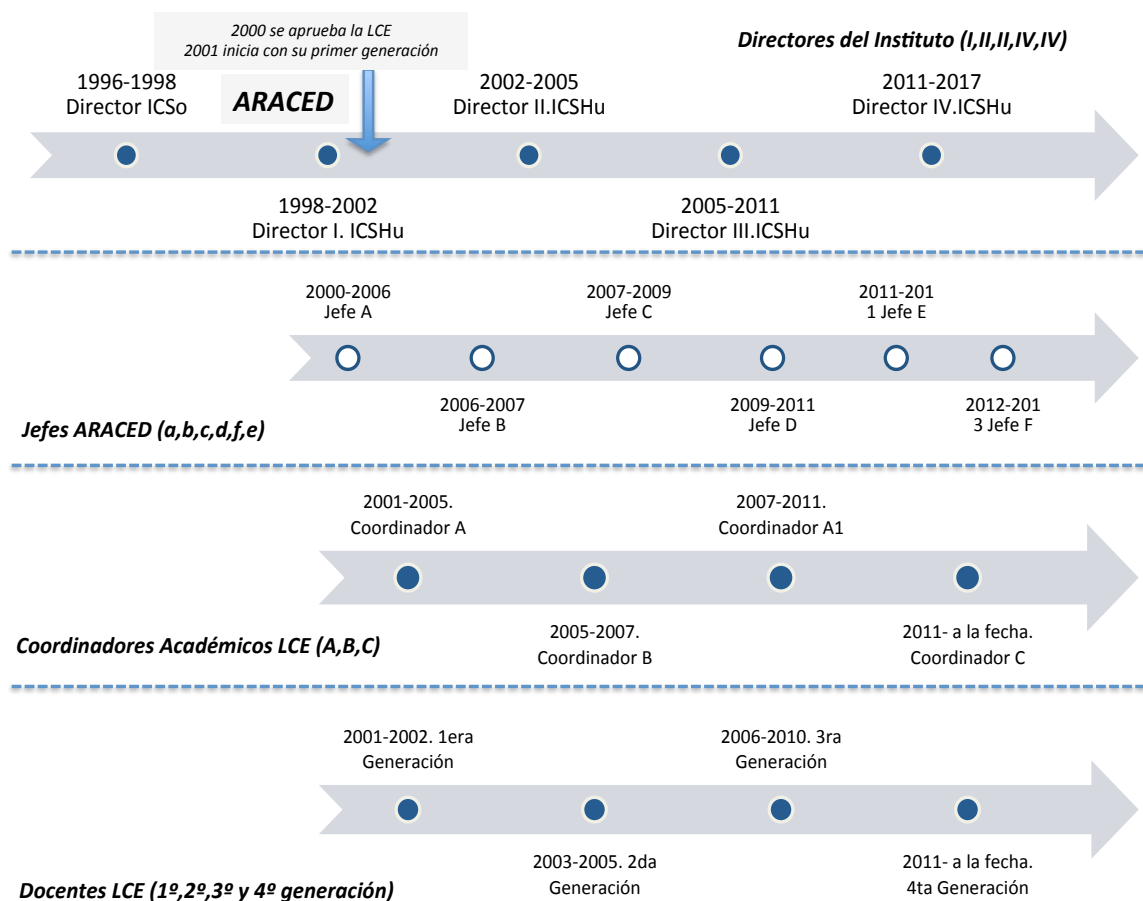 2000 se aprueba la LCE
2001 inicia con su primer generación
Directores del Instituto (I,II,II,IV,IV)
1996-1998
Director ICSo
ARACED
2002-2005
Director II.ICSHu
2011-2017
Director IV.ICSHu
1998-2002
Director I. ICSHu
2005-2011
Director III.ICSHu
2000-2006
Jefe A
2007-2009
Jefe C
2011-201
1 Jefe E
2006-2007
Jefe B
2009-2011
Jefe D
2012-201
3 Jefe F
Jefes ARACED (a,b,c,d,f,e)
2001-2005.
Coordinador A
2007-2011.
Coordinador A1
2005-2007.
Coordinador B
2011- a la fecha.
Coordinador C
Coordinadores Académicos LCE (A,B,C)
2001-2002. 1era
Generación
2006-2010. 3ra
Generación
2003-2005. 2da
Generación
2011- a la fecha.
4ta Generación
Docentes LCE (1º,2º,3º y 4º generación)